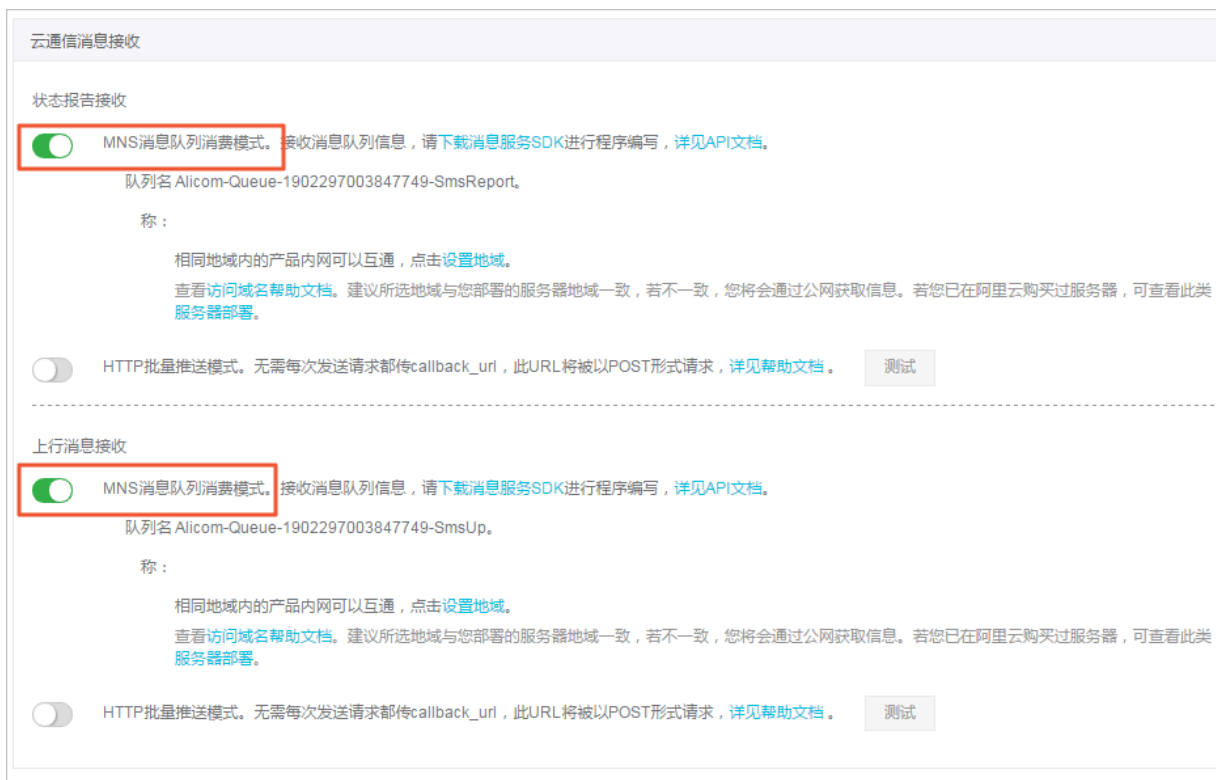 云通信消息接收
状态报告接收
MNS消息队列消费模式。接收消息队列信息，请下载消息服务SDK进行程序编写，详见API文档。
队列名 Alicom-Queue-1902297003847749-SmsReport。
称：
相同地域内的产品内网可以互通，点击设置地域。
查看访问域名帮助文档。建议所选地域与您部署的服务器地域一致，若不一致，您将会通过公网获取信息。若您已在阿里云购买过服务器，可查看此类
服务器部署。
HTTP批量推送模式。无需每次发送请求都传callback_url，此URL将被以POST形式请求，详见帮助文档。 测试
上行消息接收
MNS消息队列消费模式。接收消息队列信息，请下载消息服务SDK进行程序编写，详见API文档。
队列名 Alicom-Queue-1902297003847749-SmsUp。
称：
相同地域内的产品内网可以互通，点击设置地域。
查看访问域名帮助文档。建议所选地域与您部署的服务器地域一致，若不一致，您将会通过公网获取信息。若您已在阿里云购买过服务器，可查看此类
服务器部署。
HTTP批量推送模式。无需每次发送请求都传callback_url，此URL将被以POST形式请求，详见帮助文档。 测试